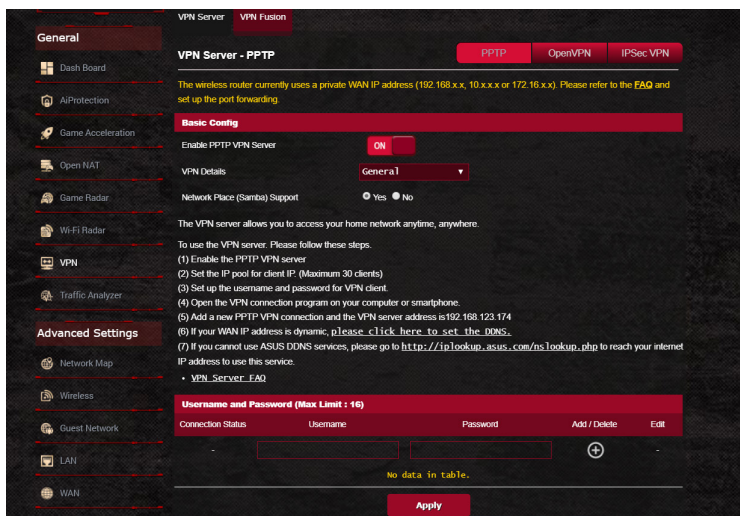 VPN Server VPN Fusion
General
VPN Server - PPTP
PPTP OpenVPN IPSec VPN
Dash Board
The wireless router currently uses a private WAN IP address (192.168.x.x, 10.x.x.x or 172.16.x.x). Please refer to the FAQ and
set up the port forwarding.
AiProtection
Basic Config
Game Acceleration
Enable PPTP VPN Server ON
Open NAT
VPN Details General
Game Radar
Network Place (Samba) Support Yes No
Wi-Fi Radar
The VPN server allows you to access your home network anytime, anywhere.
To use the VPN server. Please follow these steps.
(1) Enable the PPTP VPN server
VPN
(2) Set the IP pool for client IP. (Maximum 30 clients)
(3) Set up the username and password for VPN client.
Traffic Analyzer
(4) Open the VPN connection program on your computer or smartphone.
(5) Add a new PPTP VPN connection and the VPN server address is192.168.123.174
Advanced Settings
(6) If your WAN IP address is dynamic, please click here to set the DDNS.
(7) If you cannot use ASUS DDNS services, please go to http://iplookup.asus.com/nslookup.php to reach your internet
IP address to use this service.
Network Map
• VPN Server FAQ
Wireless
Username and Password (Max Limit : 16)
Guest Network
Connection Status Username Password Add / Delete Edit
LAN
- -
No data in table.
WAN
Apply